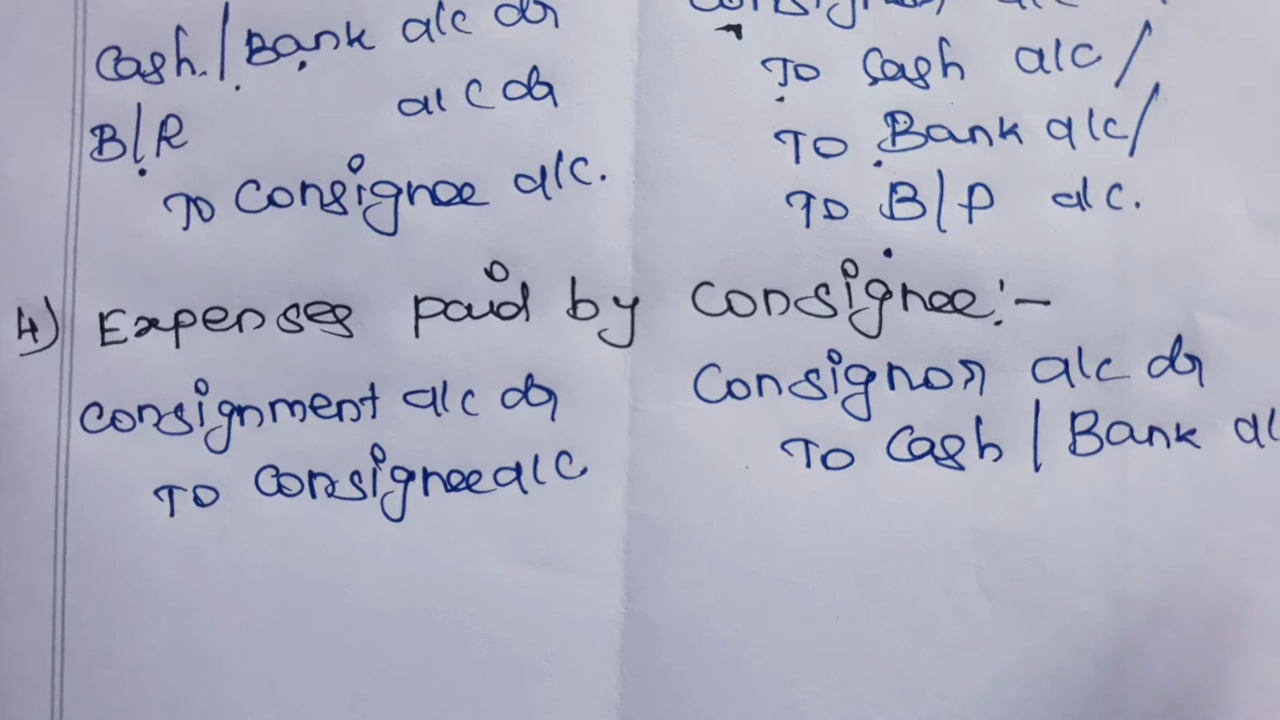 Cash / Bank a/c dr
a/c dr
B/R
To consignee a/c.
Consignor a/c
To Cash a/c /
To Bank a/c /
To B/P a/c.
4) Expenses paid by consignee:-
Consignment a/c dr
To Consignee a/c
Consignor a/c dr
To Cash / Bank a/c